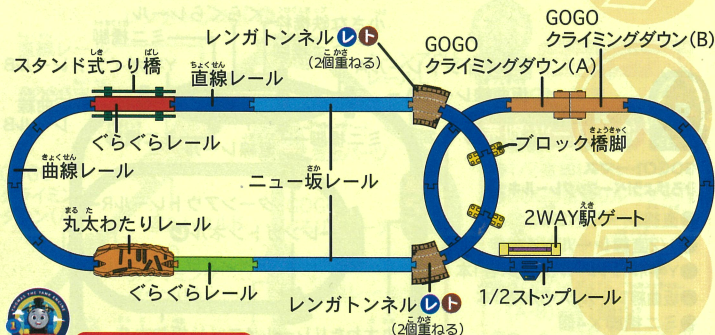 GOGO
クライミングダウン(B)
レンガトンネル レ ト
(2個重ねる)
GOGO
クライミングダウン(A)
スタンド式つり橋
直線レール
ぐらぐらレール
ブロック橋脚
曲線レール
ニュー坂レール
丸太わたりレール
2WAY駅ゲート
ぐらぐらレール
レンガトンネル レ ト
(2個重ねる)
1/2ストップレール